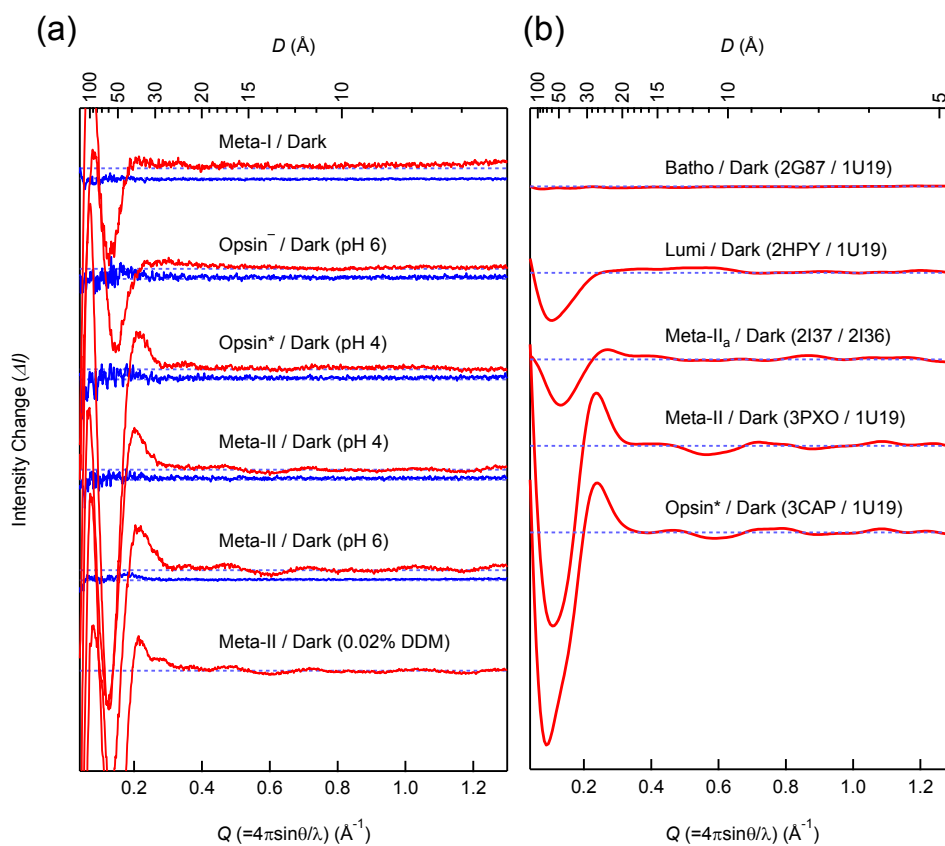 (a)
D (Å)
100
50
30
20
15
10
Meta-I / Dark
Opsin⁻ / Dark (pH 6)
Opsin* / Dark (pH 4)
Meta-II / Dark (pH 4)
Meta-II / Dark (pH 6)
Meta-II / Dark (0.02% DDM)
Intensity Change (ΔI)
0.2 0.4 0.6 0.8 1.0 1.2
Q (=4πsinθ/λ) (Å⁻¹)
(b)
D (Å)
100
50
30
20
15
10
5
Batho / Dark (2G87 / 1U19)
Lumi / Dark (2HPY / 1U19)
Meta-IIₐ / Dark (2I37 / 2I36)
Meta-II / Dark (3PXO / 1U19)
Opsin* / Dark (3CAP / 1U19)
0.2 0.4 0.6 0.8 1.0 1.2
Q (=4πsinθ/λ) (Å⁻¹)